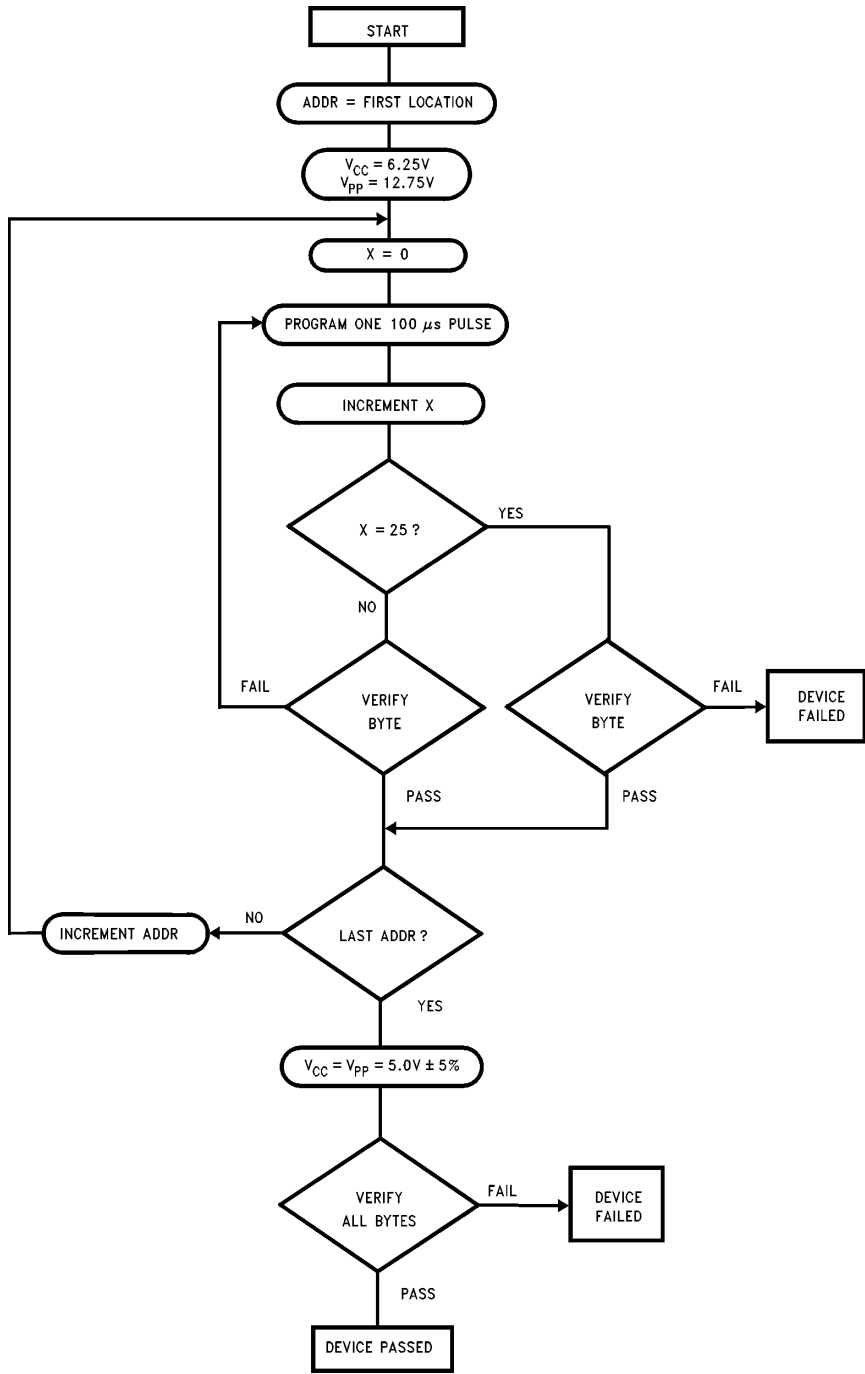 START
ADDR = FIRST LOCATION
VCC = 6.25V
VPP = 12.75V
X = 0
PROGRAM ONE 100 μs PULSE
INCREMENT X
X = 25 ?
YES
NO
FAIL
VERIFY
BYTE
VERIFY
BYTE
FAIL
DEVICE
FAILED
PASS
PASS
INCREMENT ADDR
NO
LAST ADDR ?
YES
VCC = VPP = 5.0V ± 5%
VERIFY
ALL BYTES
FAIL
DEVICE
FAILED
PASS
DEVICE PASSED